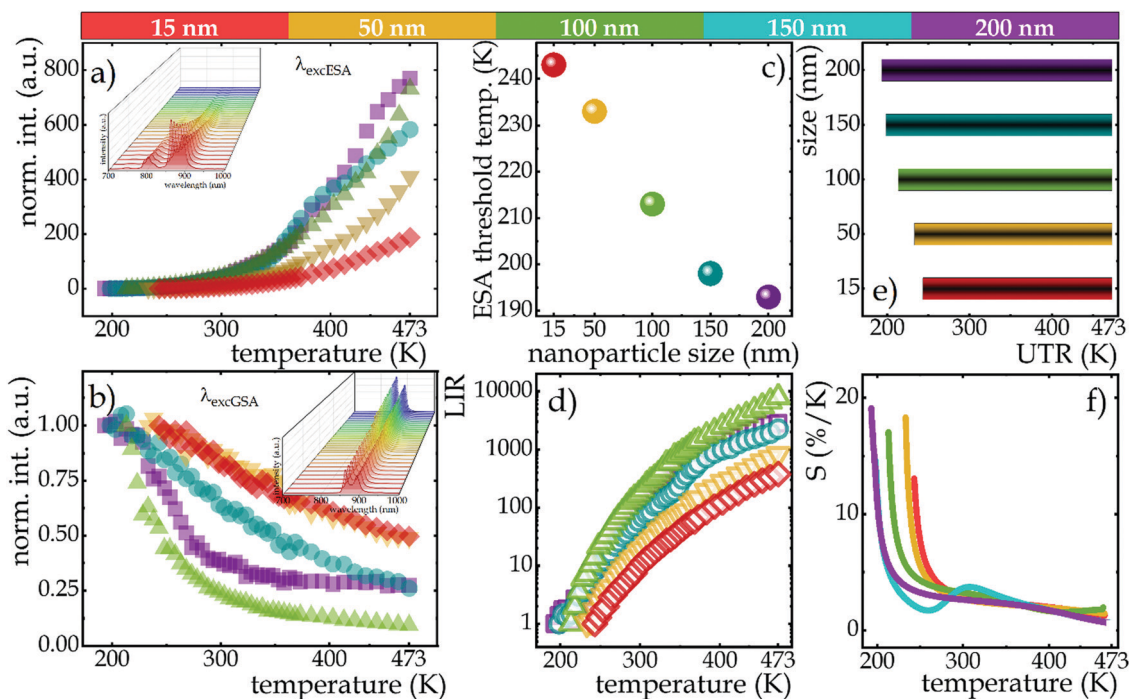 15 nm 50 nm 100 nm 150 nm 200 nm
a) λexcESA
norm. int. (a.u.)
800
600
400
200
0
200 300 400 473
temperature (K)
intensity (a.u.)
700 800 900 1000
wavelength (nm)
c)
ESA threshold temp. (K)
240
230
220
210
200
190
15 50 100 150 200
nanoparticle size (nm)
e)
size (nm)
200
150
100
50
15
200 300 400 473
UTR (K)
b) λexcGSA
norm. int. (a.u.)
1.00
0.75
0.50
0.25
0.00
200 300 400 473
temperature (K)
intensity (a.u.)
700 800 900 1000
wavelength (nm)
d)
LIR
10000
1000
100
10
1
200 300 400 473
temperature (K)
f)
S (%/K)
20
10
0
200 300 400 473
temperature (K)